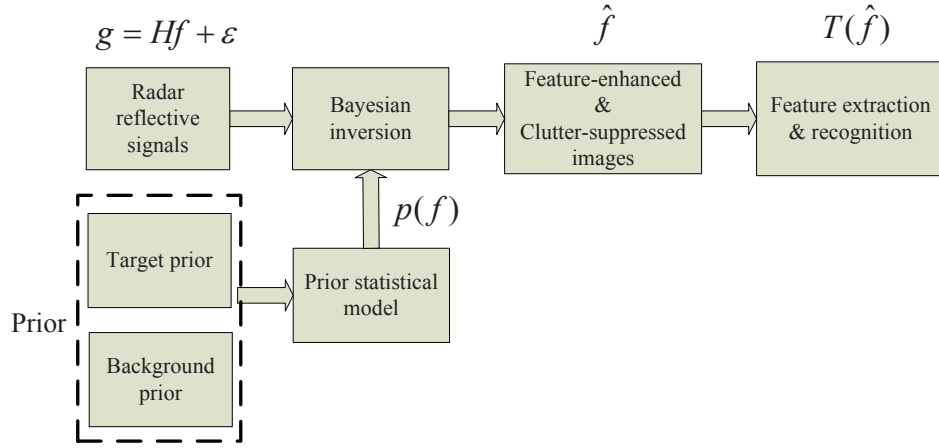 g = Hf + ε
f̂
T(f̂)
Radar
reflective
signals
Bayesian
inversion
Feature-enhanced
&
Clutter-suppressed
images
Feature extraction
& recognition
p(f)
Target prior
Prior statistical
model
Prior
Background
prior